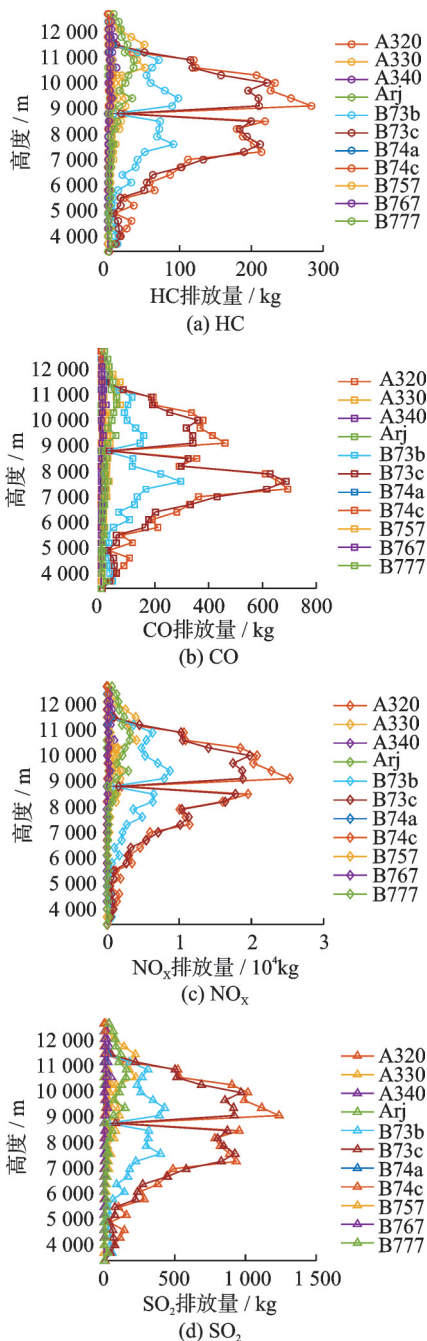 12 000
11 000
10 000
9 000
8 000
7 000
6 000
5 000
4 000
高度 / m
0 100 200 300
HC排放量 / kg
(a) HC
A320
A330
A340
Arj
B73b
B73c
B74a
B74c
B757
B767
B777
12 000
11 000
10 000
9 000
8 000
7 000
6 000
5 000
4 000
高度 / m
0 200 400 600 800
CO排放量 / kg
(b) CO
A320
A330
A340
Arj
B73b
B73c
B74a
B74c
B757
B767
B777
12 000
11 000
10 000
9 000
8 000
7 000
6 000
5 000
4 000
高度 / m
0 1 2 3
NOX排放量 / 10⁴kg
(c) NOX
A320
A330
A340
Arj
B73b
B73c
B74a
B74c
B757
B767
B777
12 000
11 000
10 000
9 000
8 000
7 000
6 000
5 000
4 000
高度 / m
0 500 1 000 1 500
SO₂排放量 / kg
(d) SO₂
A320
A330
A340
Arj
B73b
B73c
B74a
B74c
B757
B767
B777